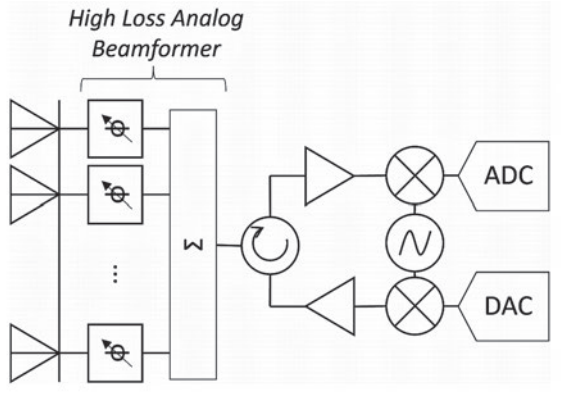 High Loss Analog
Beamformer
ϕ
ϕ
...
ϕ
Σ
ADC
DAC